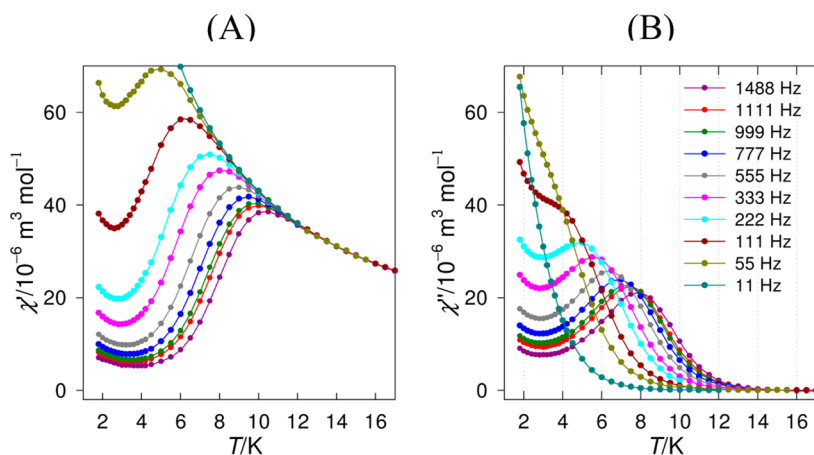 (A) (B)
60 60
40 40
20 20
0 0
χ'/10⁻⁶ m³ mol⁻¹
χ''/10⁻⁶ m³ mol⁻¹
1488 Hz
1111 Hz
999 Hz
777 Hz
555 Hz
333 Hz
222 Hz
111 Hz
55 Hz
11 Hz
2 4 6 8 10 12 14 16 2 4 6 8 10 12 14 16
T/K T/K